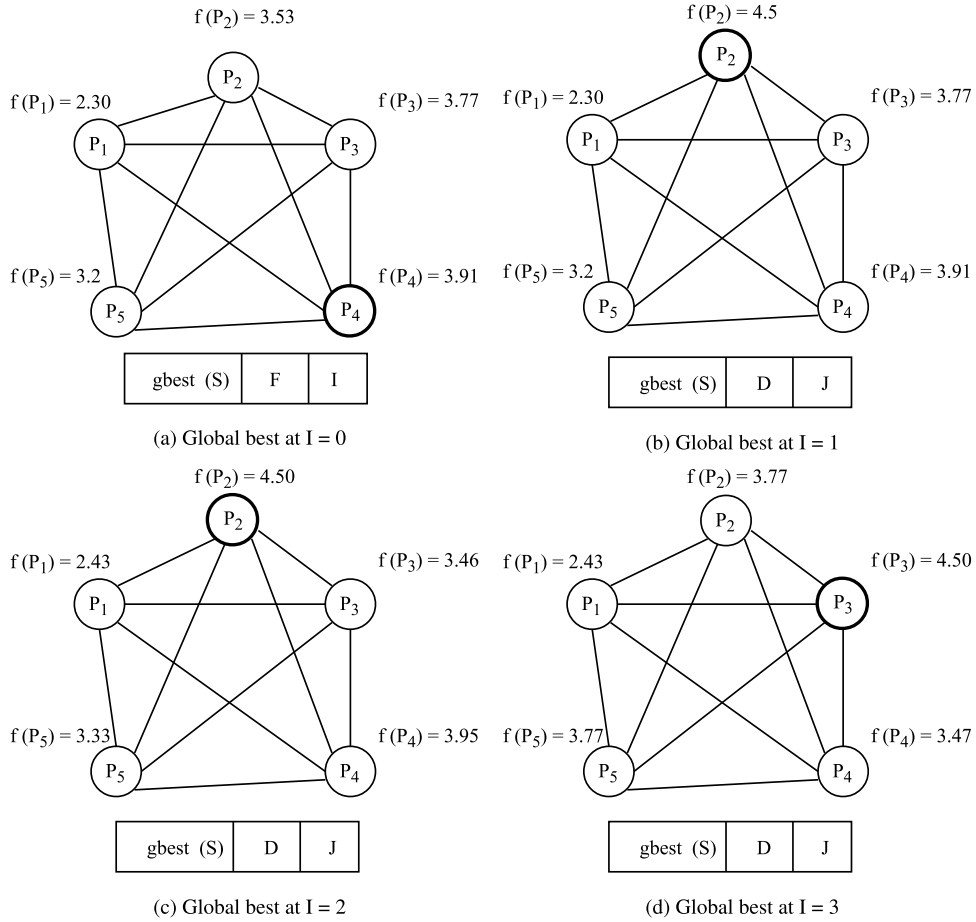 f (P2) = 3.53
P2
f (P1) = 2.30
f (P3) = 3.77
P1
P3
f (P5) = 3.2
f (P4) = 3.91
P5
P4
gbest (S) F I
(a) Global best at I = 0
f (P2) = 4.5
P2
f (P1) = 2.30
f (P3) = 3.77
P1
P3
f (P5) = 3.2
f (P4) = 3.91
P5
P4
gbest (S) D J
(b) Global best at I = 1
f (P2) = 4.50
P2
f (P1) = 2.43
f (P3) = 3.46
P1
P3
f (P5) = 3.33
f (P4) = 3.95
P5
P4
gbest (S) D J
(c) Global best at I = 2
f (P2) = 3.77
P2
f (P1) = 2.43
f (P3) = 4.50
P1
P3
f (P5) = 3.77
f (P4) = 3.47
P5
P4
gbest (S) D J
(d) Global best at I = 3